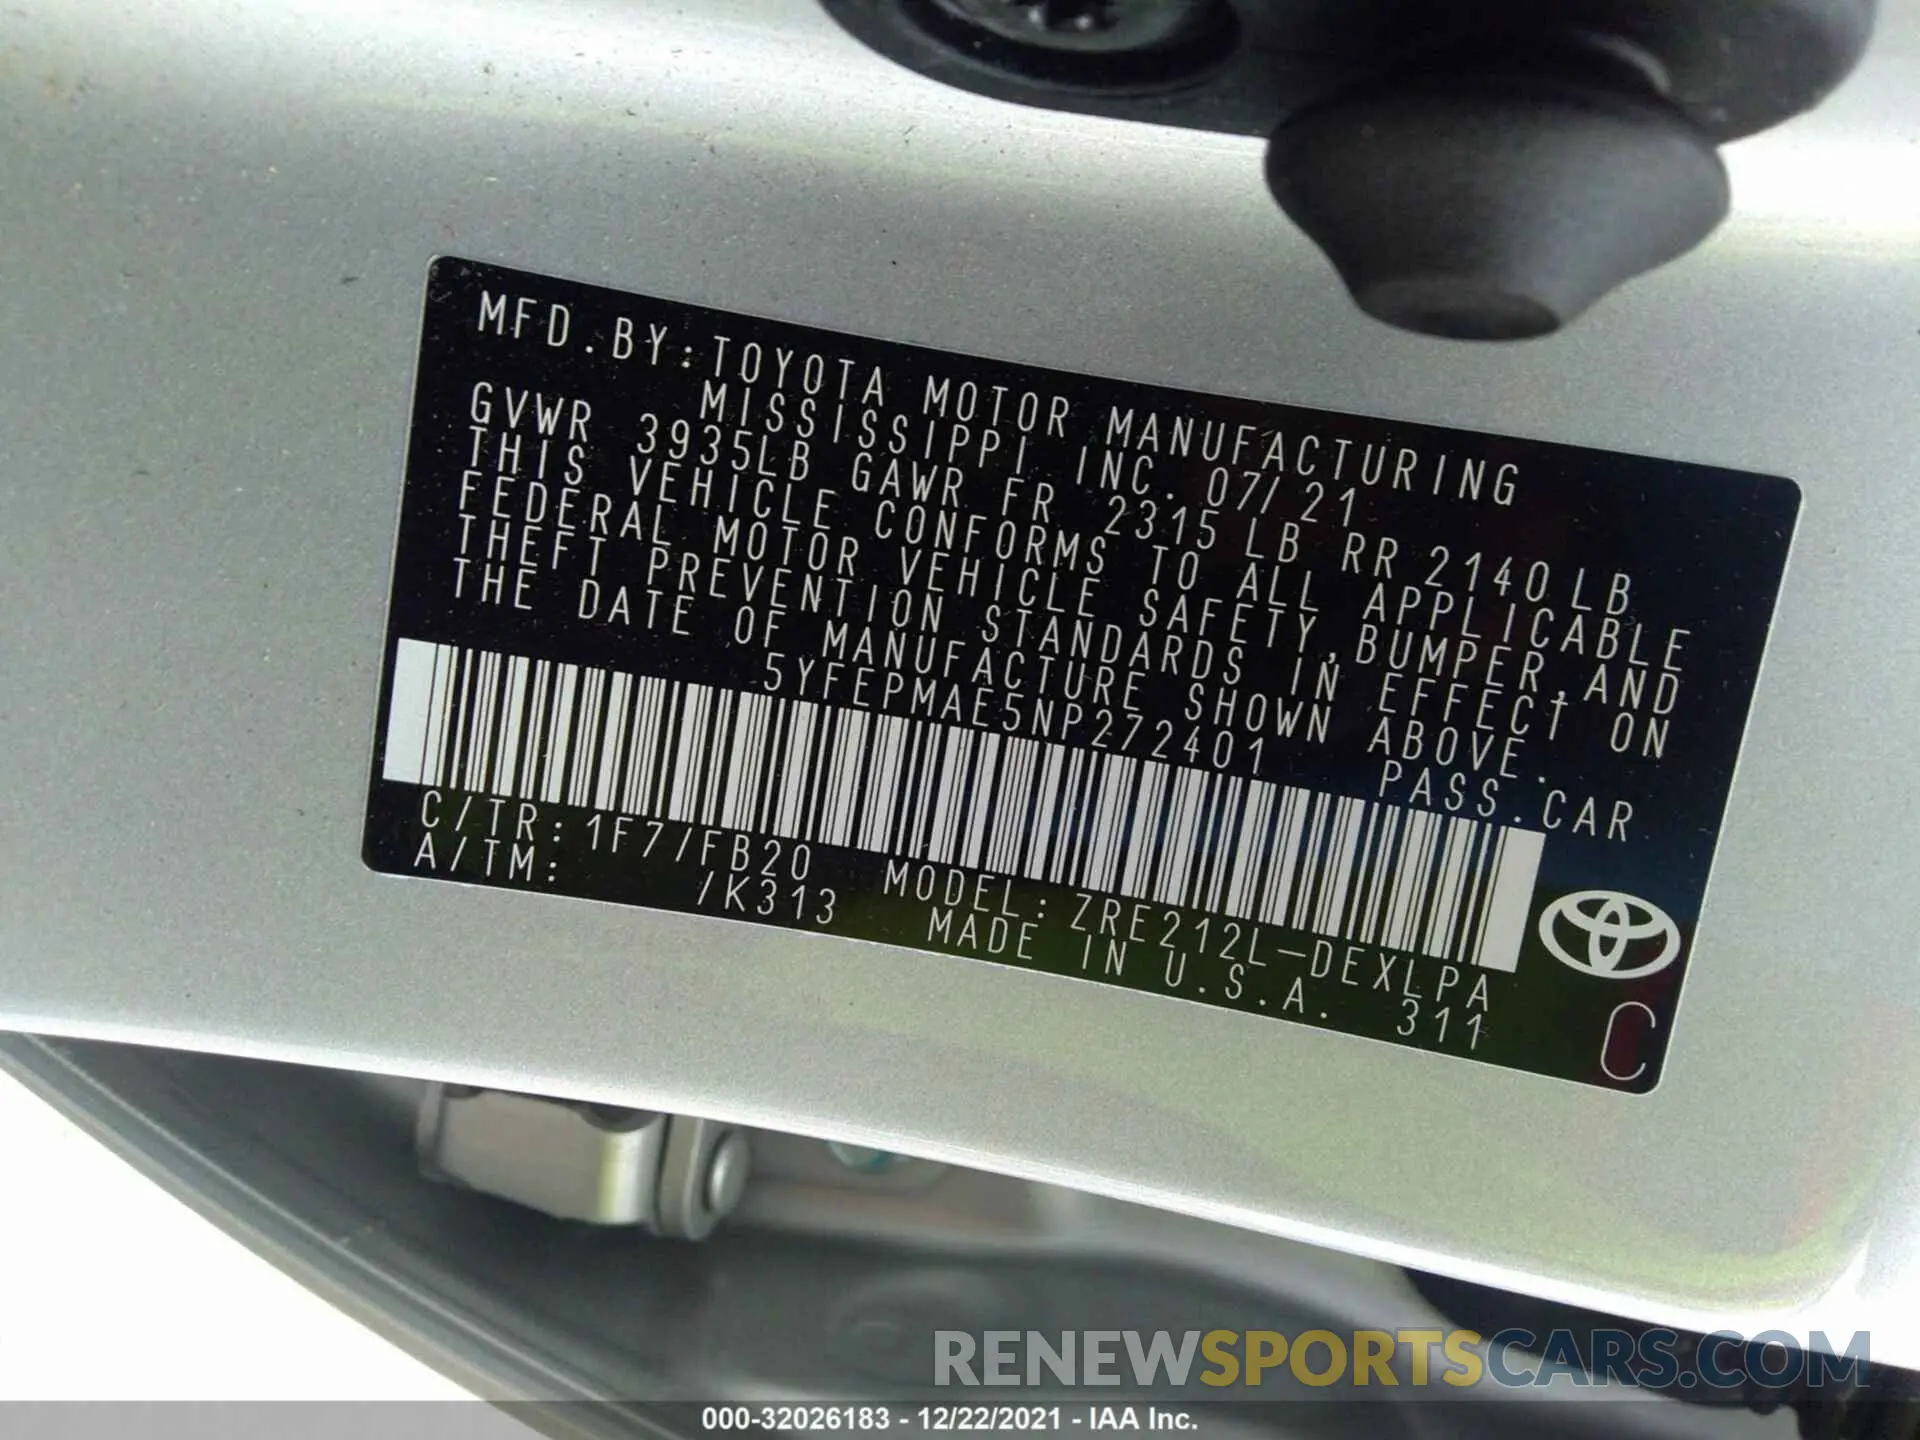 MFD.BY:TOYOTA MOTOR MANUFACTURING
MISSISSIPPI INC. 07/21
GVWR 3935LB GAWR FR 2315LB RR 2140LB
THIS VEHICLE CONFORMS TO ALL APPLICABLE
FEDERAL MOTOR VEHICLE SAFETY,BUMPER,AND
THEFT PREVENTION STANDARDS IN EFFECT ON
THE DATE OF MANUFACTURE SHOWN ABOVE.
5YFEPMAE5NP272401 PASS.CAR
C/TR:1F7/FB20 MODEL:ZRE212L-DEXLPA
A/TM: /K313 MADE IN U.S.A. 311
C
RENEWSPORTSCARS.COM
000-32026183 - 12/22/2021 - IAA Inc.